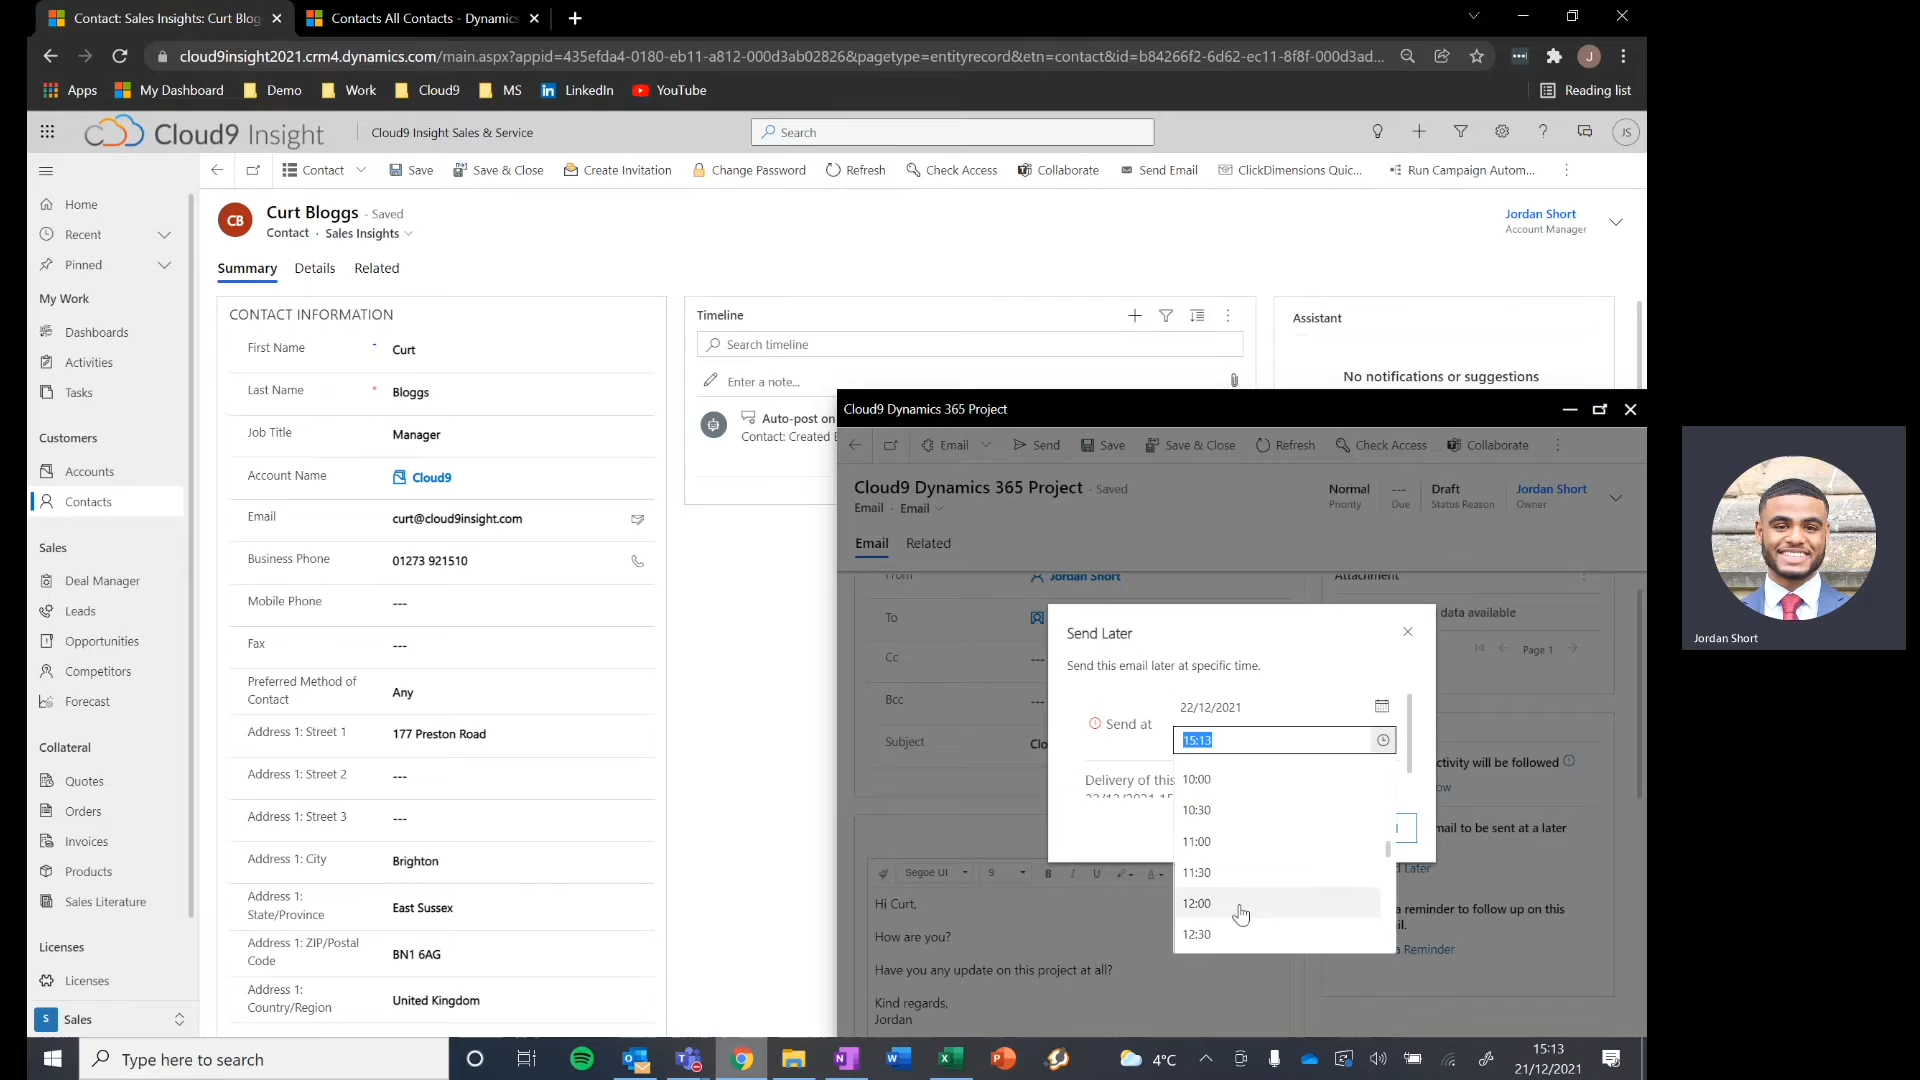 Contact: Sales Insights: Curt Blog
Contacts All Contacts - Dynamics
cloud9insight2021.crm4.dynamics.com/main.aspx?appid=435efda4-0180-eb11-a812-000d3ab02826&pagetype=entityrecord&etn=contact&id=b84266f2-6d62-ec11-8f8f-000d3ad...
J
Apps
My Dashboard
Demo
Work
Cloud9
MS
LinkedIn
YouTube
Reading list
Cloud9 Insight
Cloud9 Insight Sales & Service
Search
JS
Contact
Save
Save & Close
Create Invitation
Change Password
Refresh
Check Access
Collaborate
Send Email
ClickDimensions Quic...
Run Campaign Autom...
Home
Recent
Pinned
My Work
Dashboards
Activities
Tasks
Customers
Accounts
Contacts
Sales
Deal Manager
Leads
Opportunities
Competitors
Forecast
Collateral
Quotes
Orders
Invoices
Products
Sales Literature
Licenses
Licenses
S Sales
CB
Curt Bloggs - Saved
Contact · Sales Insights
Jordan Short
Account Manager
Summary
Details
Related
CONTACT INFORMATION
First Name
Curt
Last Name * Bloggs
Job Title
Manager
Account Name
Cloud9
Email
curt@cloud9insight.com
Business Phone
01273 921510
Mobile Phone
---
Fax
---
Preferred Method of
Contact
Any
Address 1: Street 1
177 Preston Road
Address 1: Street 2
---
Address 1: Street 3
---
Address 1: City
Brighton
Address 1:
State/Province
East Sussex
Address 1: ZIP/Postal
Code
BN1 6AG
Address 1:
Country/Region
United Kingdom
Timeline
Search timeline
Enter a note...
Auto-post on
Contact: Created
Assistant
No notifications or suggestions
Cloud9 Dynamics 365 Project
Email
Send
Save
Save & Close
Refresh
Check Access
Collaborate
Cloud9 Dynamics 365 Project - Saved
Email · Email
Normal
Priority
---
Due
Draft
Status Reason
Jordan Short
Owner
Email
Related
From
Jordan Short
To
Cc
---
Bcc
---
Subject
Clo
Attachment
data available
Page 1
ctivity will be followed
ow
mail to be sent at a later
Later
a reminder to follow up on this
il.
a Reminder
Send Later
Send this email later at specific time.
Send at
22/12/2021
15:13
Delivery of this
10:00
10:30
11:00
11:30
12:00
12:30
Segoe UI
9
B I U A
Hi Curt,
How are you?
Have you any update on this project at all?
Kind regards,
Jordan
Jordan Short
Type here to search
4°C
15:13
21/12/2021